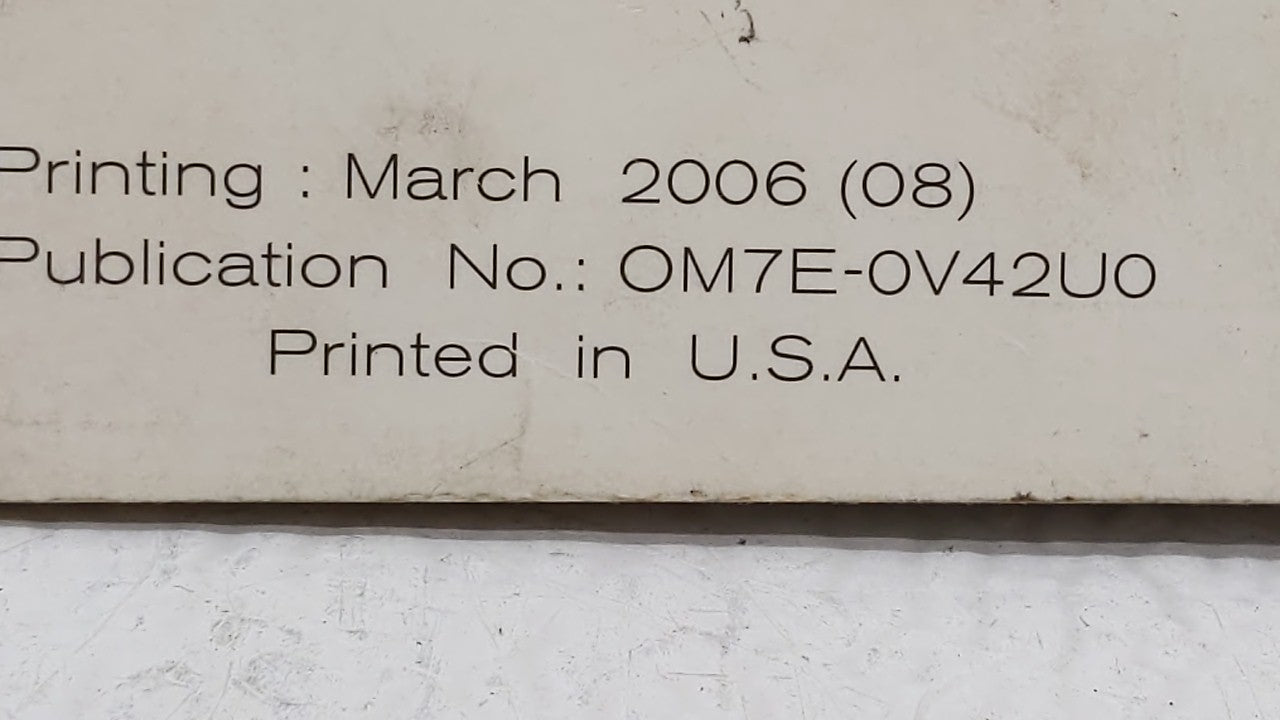 Printing : March 2006 (08)
Publication No.: OM7E-0V42U0
Printed in U.S.A.